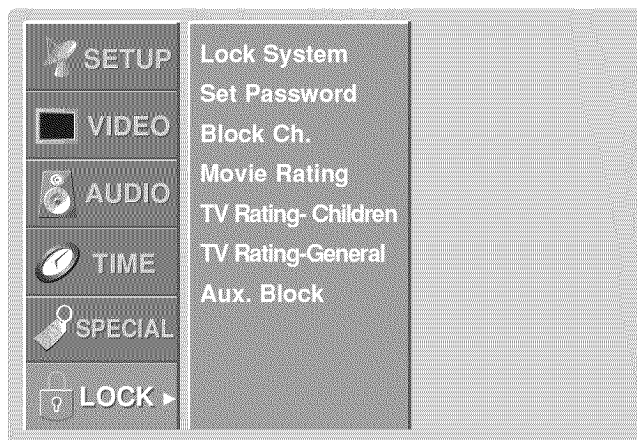 SETUP
VIDEO
AUDIO
TIME
SPECIAL
LOCK
Lock System
Set Password
Block Ch.
Movie Rating
TV Rating- Children
TV Rating-General
Aux. Block